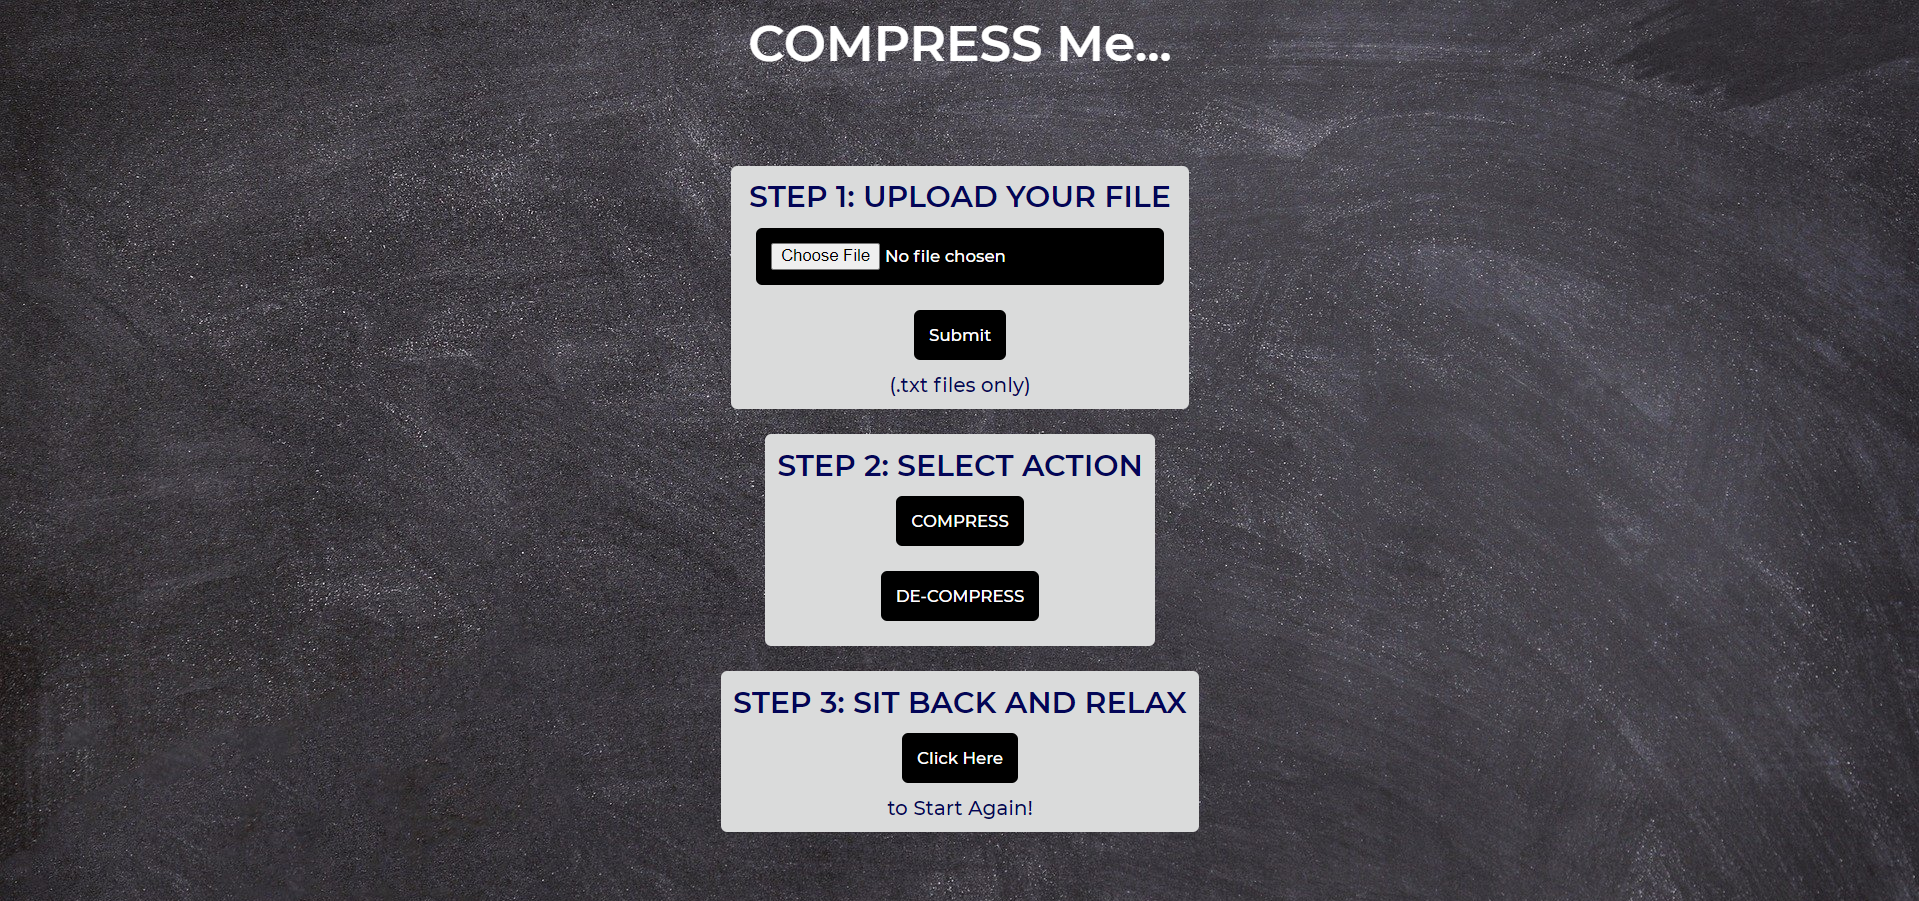 COMPRESS Me...
STEP 1: UPLOAD YOUR FILE
Choose File No file chosen
Submit
(.txt files only)
STEP 2: SELECT ACTION
COMPRESS
DE-COMPRESS
STEP 3: SIT BACK AND RELAX
Click Here
to Start Again!